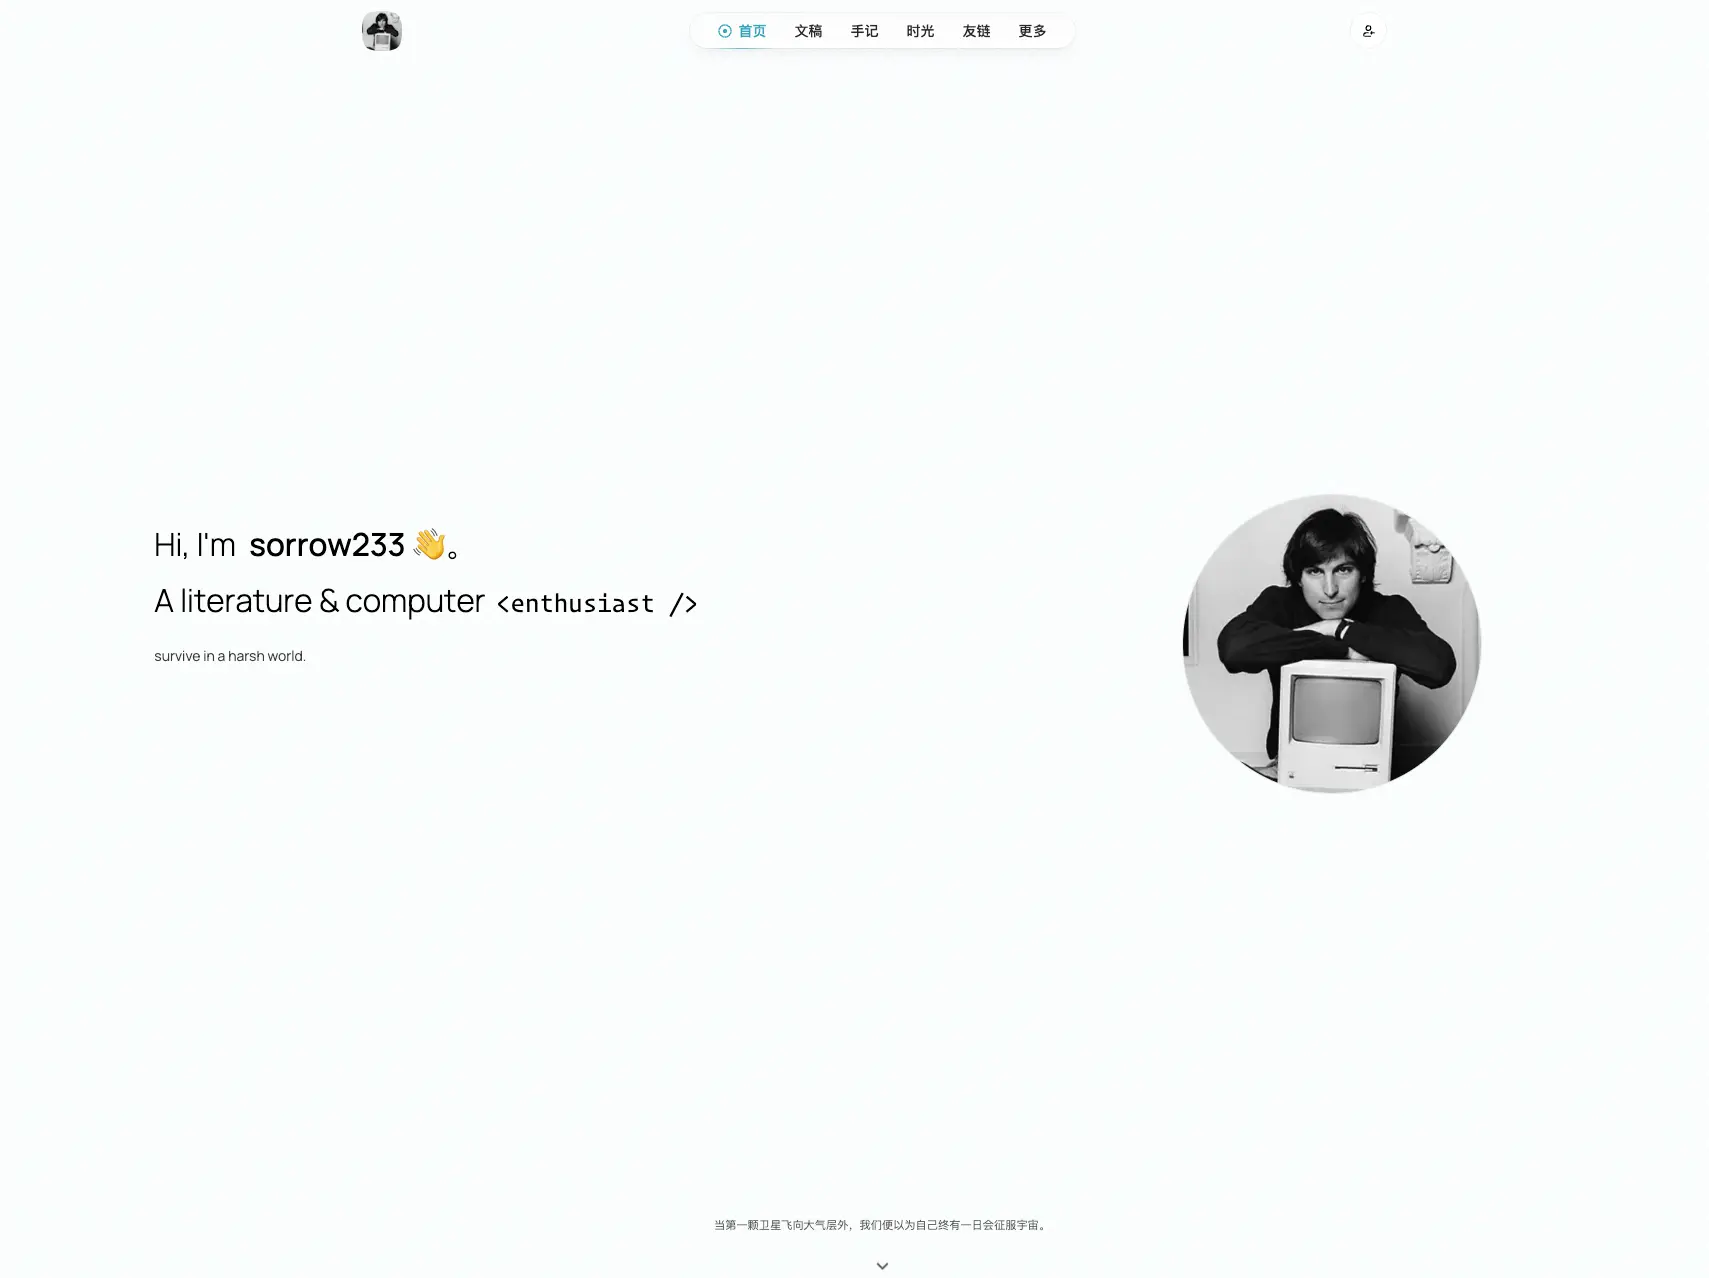 首页 文稿 手记 时光 友链 更多
Hi, I'm sorrow233 👋。
A literature & computer <enthusiast />
survive in a harsh world.
当第一颗卫星飞向大气层外，我们便以为自己终有一日会征服宇宙。